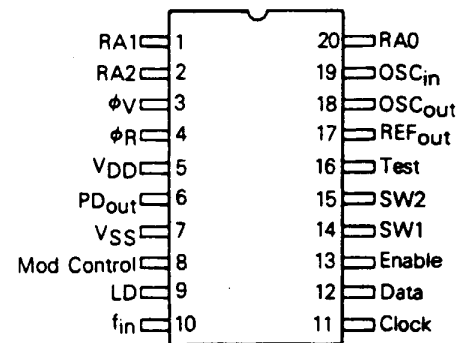 RA1 1 20 RA0
RA2 2 19 OSCin
ϕV 3 18 OSCout
ϕR 4 17 REFout
VDD 5 16 Test
PDout 6 15 SW2
VSS 7 14 SW1
Mod Control 8 13 Enable
LD 9 12 Data
fin 10 11 Clock